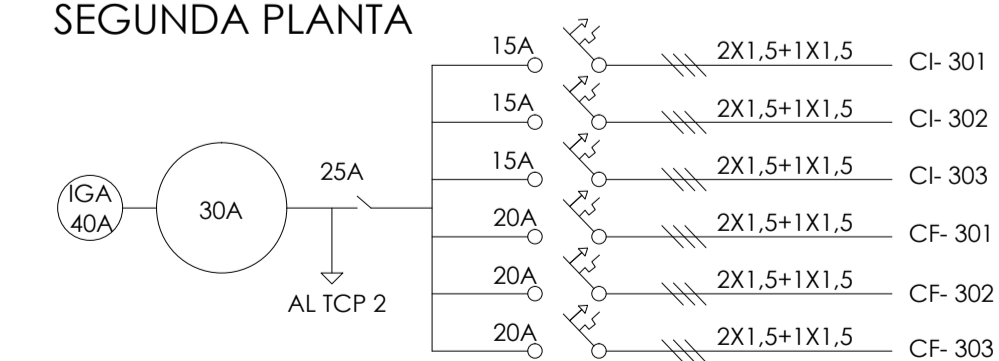 SEGUNDA PLANTA
15A 2X1,5+1X1,5 CI- 301
15A 2X1,5+1X1,5 CI- 302
15A 2X1,5+1X1,5 CI- 303
25A
IGA
40A
30A
20A 2X1,5+1X1,5 CF- 301
AL TCP 2
20A 2X1,5+1X1,5 CF- 302
20A 2X1,5+1X1,5 CF- 303